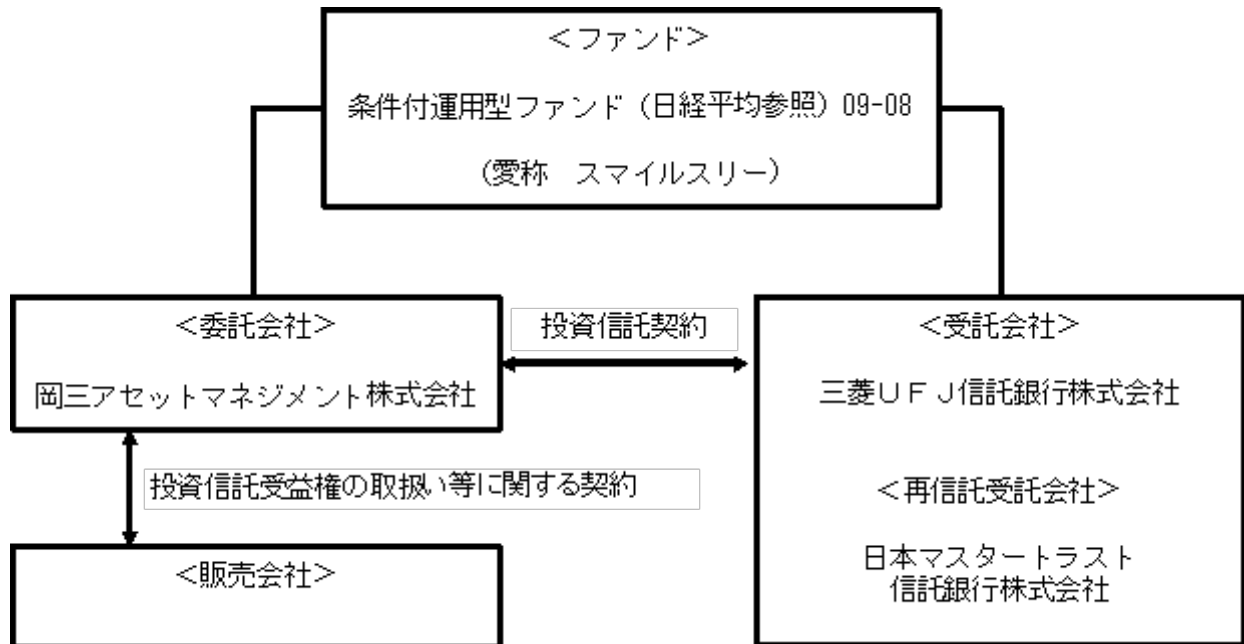 ＜ファンド＞
条件付運用型ファンド（日経平均参照）09-08
（愛称　スマイルスリー）
＜委託会社＞
岡三アセットマネジメント株式会社
投資信託契約
＜受託会社＞
三菱ＵＦＪ信託銀行株式会社
＜再信託受託会社＞
日本マスタートラスト
信託銀行株式会社
投資信託受益権の取扱い等に関する契約
＜販売会社＞